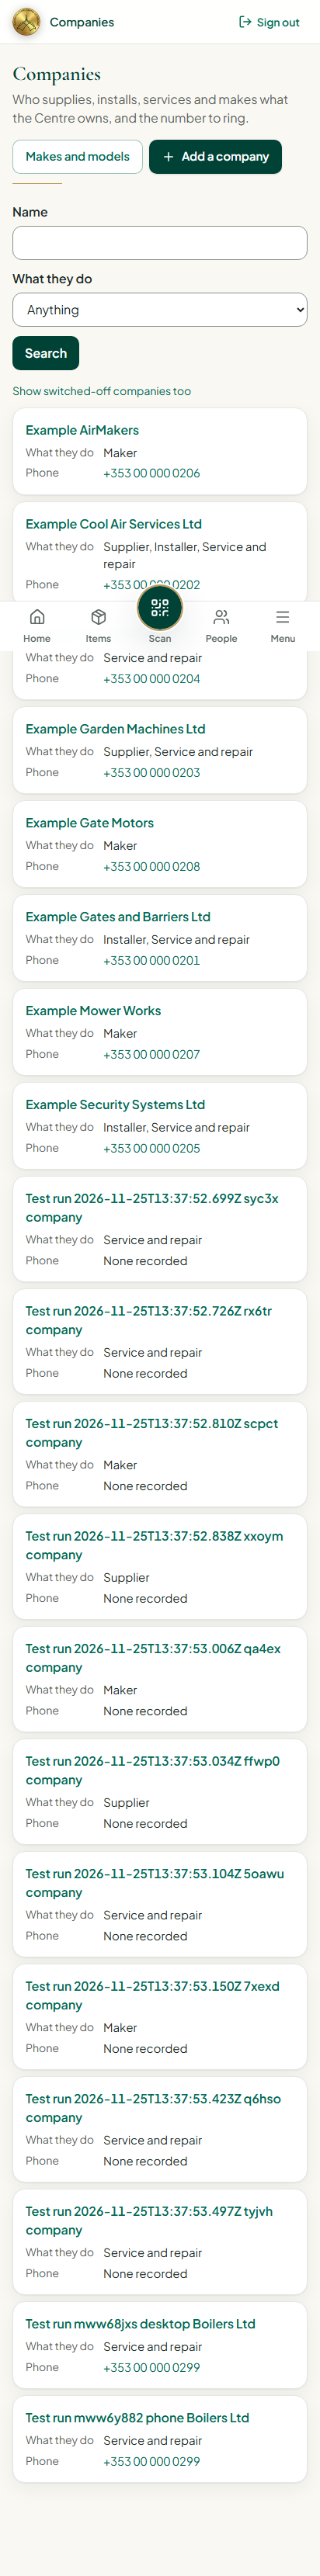 Companies
Sign out
Companies
Who supplies, installs, services and makes what
the Centre owns, and the number to ring.
Makes and models
Add a company
Name
What they do
Anything
Search
Show switched-off companies too
Example AirMakers
What they do Maker
Phone +353 00 000 0206
Example Cool Air Services Ltd
What they do Supplier, Installer, Service and
repair
Phone +353 00 000 0202
Home
Items
Scan
People
Menu
What they do Service and repair
Phone +353 00 000 0204
Example Garden Machines Ltd
What they do Supplier, Service and repair
Phone +353 00 000 0203
Example Gate Motors
What they do Maker
Phone +353 00 000 0208
Example Gates and Barriers Ltd
What they do Installer, Service and repair
Phone +353 00 000 0201
Example Mower Works
What they do Maker
Phone +353 00 000 0207
Example Security Systems Ltd
What they do Installer, Service and repair
Phone +353 00 000 0205
Test run 2026-11-25T13:37:52.699Z syc3x
company
What they do Service and repair
Phone None recorded
Test run 2026-11-25T13:37:52.726Z rx6tr
company
What they do Service and repair
Phone None recorded
Test run 2026-11-25T13:37:52.810Z scpct
company
What they do Maker
Phone None recorded
Test run 2026-11-25T13:37:52.838Z xxoym
company
What they do Supplier
Phone None recorded
Test run 2026-11-25T13:37:53.006Z qa4ex
company
What they do Maker
Phone None recorded
Test run 2026-11-25T13:37:53.034Z ffwp0
company
What they do Supplier
Phone None recorded
Test run 2026-11-25T13:37:53.104Z 5oawu
company
What they do Service and repair
Phone None recorded
Test run 2026-11-25T13:37:53.150Z 7xexd
company
What they do Maker
Phone None recorded
Test run 2026-11-25T13:37:53.423Z q6hso
company
What they do Service and repair
Phone None recorded
Test run 2026-11-25T13:37:53.497Z tyjvh
company
What they do Service and repair
Phone None recorded
Test run mww68jxs desktop Boilers Ltd
What they do Service and repair
Phone +353 00 000 0299
Test run mww6y882 phone Boilers Ltd
What they do Service and repair
Phone +353 00 000 0299